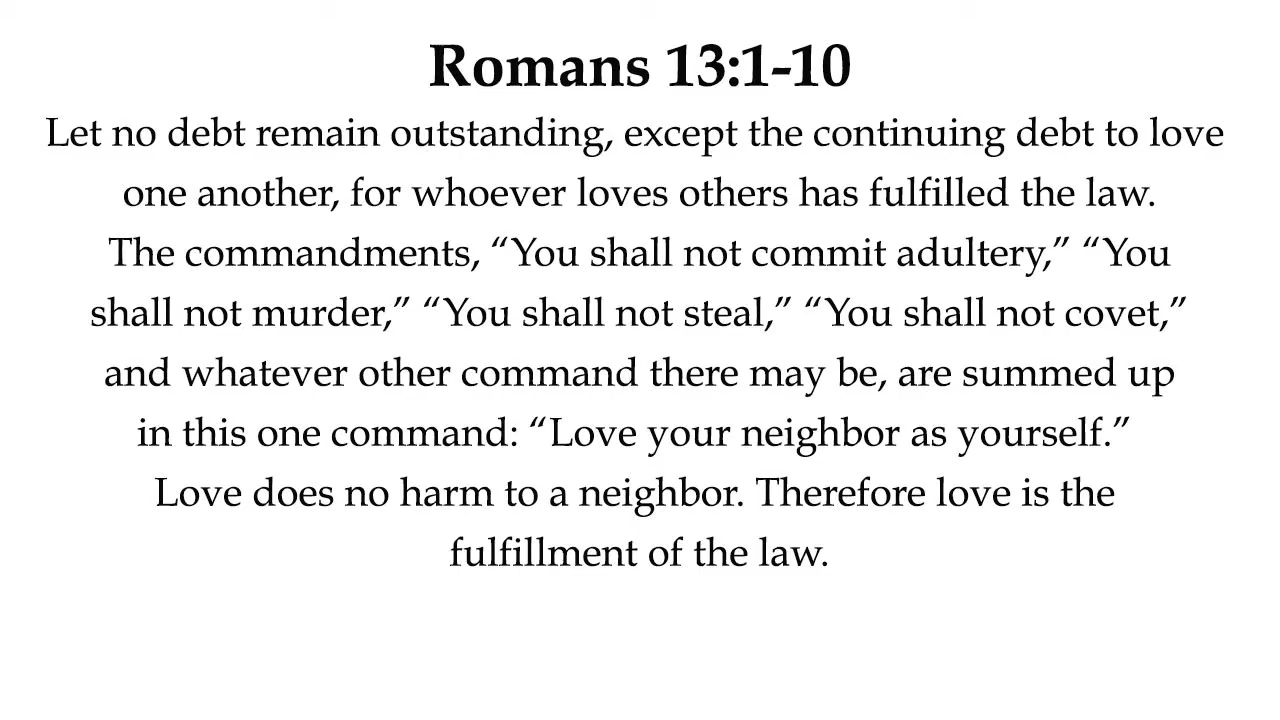 Romans 13:1-10
Let no debt remain outstanding, except the continuing debt to love
one another, for whoever loves others has fulfilled the law.
The commandments, “You shall not commit adultery,” “You
shall not murder,” “You shall not steal,” “You shall not covet,”
and whatever other command there may be, are summed up
in this one command: “Love your neighbor as yourself.”
Love does no harm to a neighbor. Therefore love is the
fulfillment of the law.